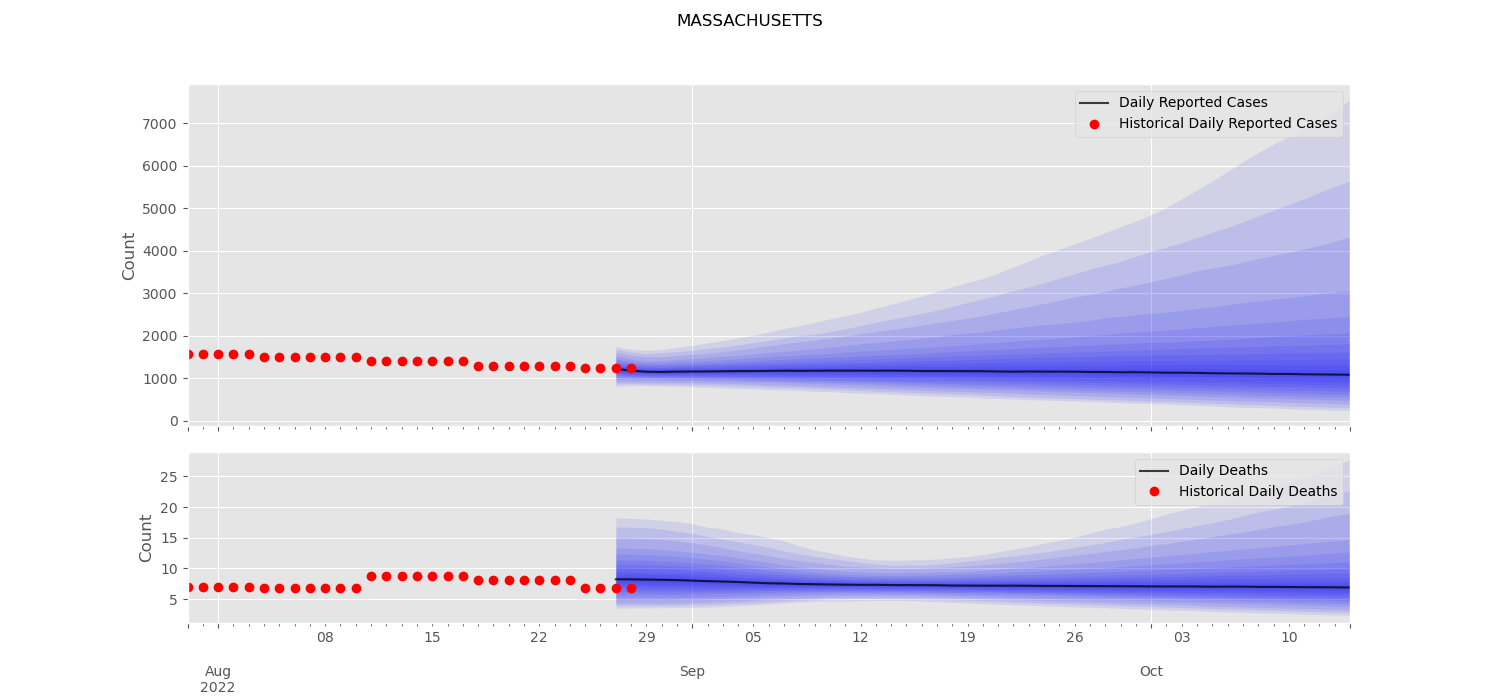 MASSACHUSETTS
Count
7000
6000
5000
4000
3000
2000
1000
0
Daily Reported Cases
Historical Daily Reported Cases
Count
25
20
15
10
5
Daily Deaths
Historical Daily Deaths
08 15 22 29 05 12 19 26 03 10
Aug Sep Oct
2022